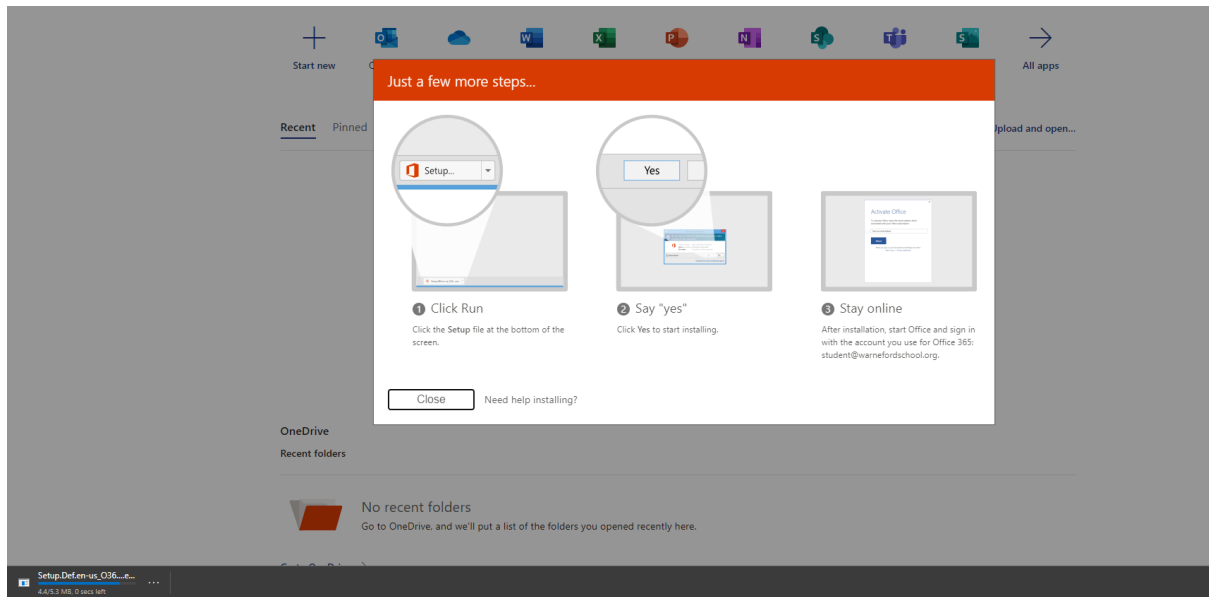 Start new
All apps
Just a few more steps...
Recent Pinned
Upload and open...
Setup...
Yes
Activate Office
1 Click Run
Click the Setup file at the bottom of the
screen.
2 Say "yes"
Click Yes to start installing.
3 Stay online
After installation, start Office and sign in
with the account you use for Office 365:
student@warnefordschool.org.
Close
Need help installing?
OneDrive
Recent folders
No recent folders
Go to OneDrive, and we'll put a list of the folders you opened recently here.
Setup.Def.en-us_O36....e...
4.4/5.3 MB, 0 secs left